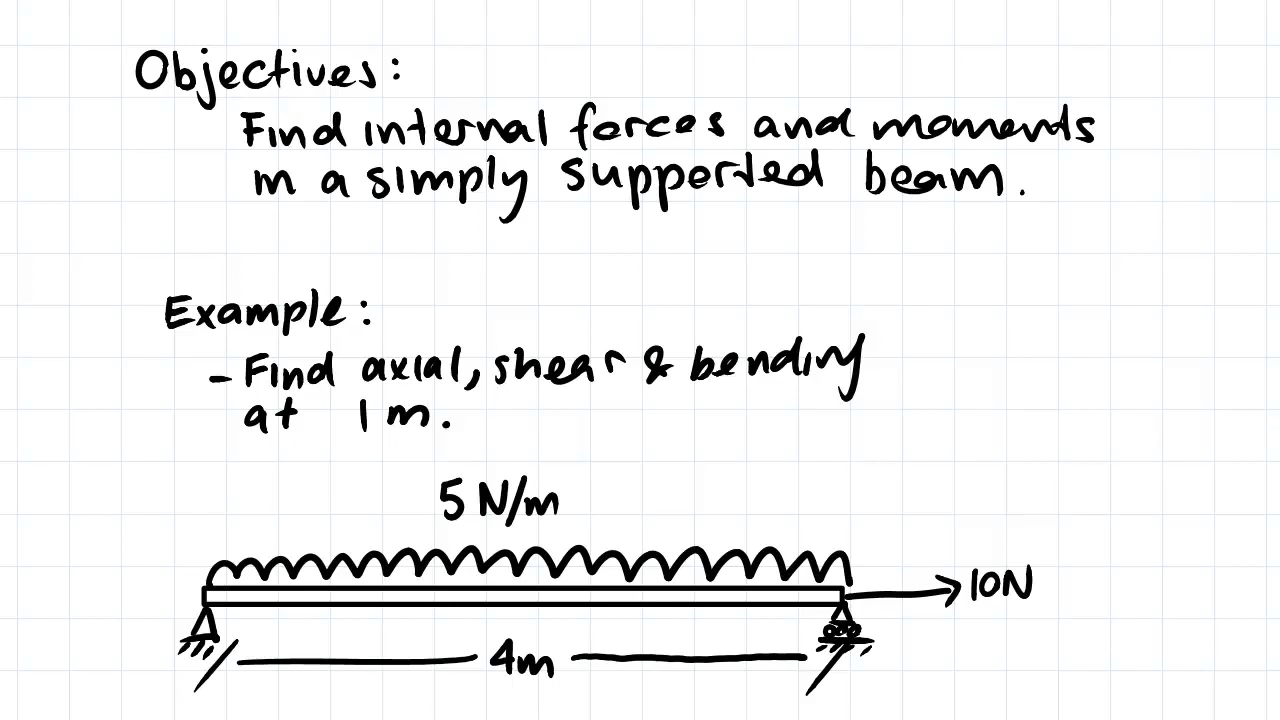 Objectives:
Find internal forces and moments
in a simply supported beam.
Example:
- Find axial, shear & bending
at 1 m.
5 N/m
10N
4m